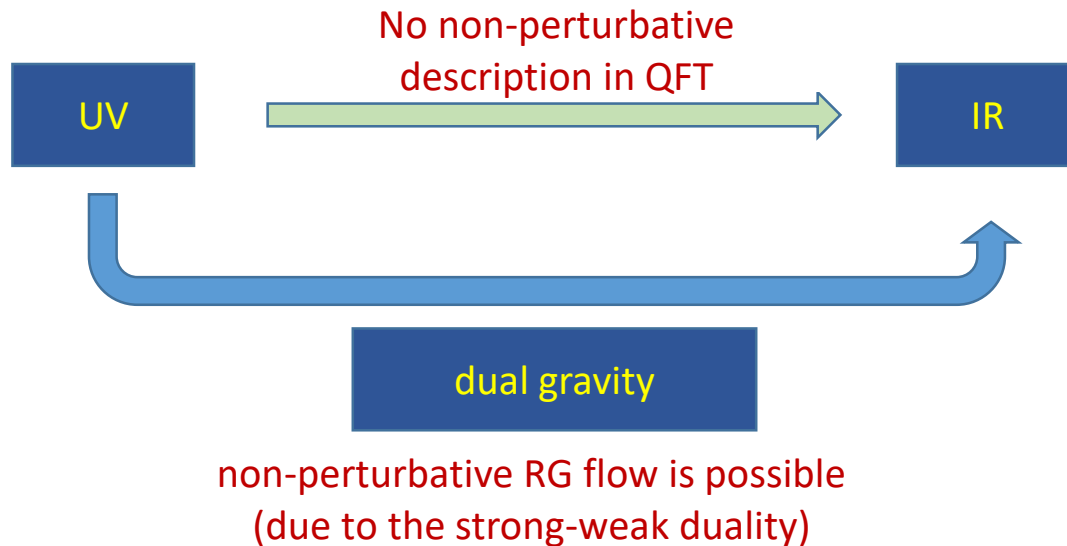 No non-perturbative
description in QFT
UV
IR
dual gravity
non-perturbative RG flow is possible
(due to the strong-weak duality)